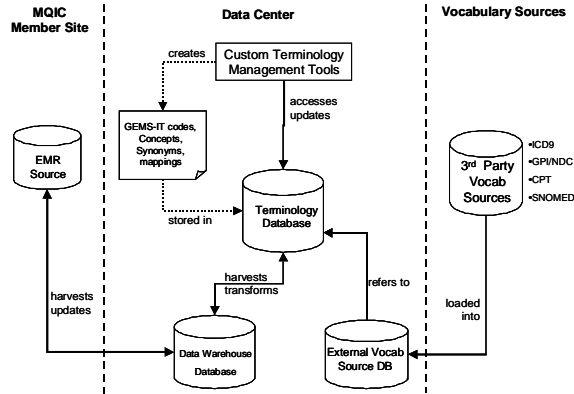 MQIC
Member Site
Data Center
Vocabulary Sources
creates
Custom Terminology
Management Tools
accesses
updates
GEMS-IT codes,
Concepts,
Synonyms,
mappings
EMR
Source
3rd Party
Vocab
Sources
•ICD9
•GPI/NDC
•CPT
•SNOMED
stored in
Terminology
Database
harvests
transforms
refers to
harvests
updates
loaded
into
Data Warehouse
Database
External Vocab
Source DB